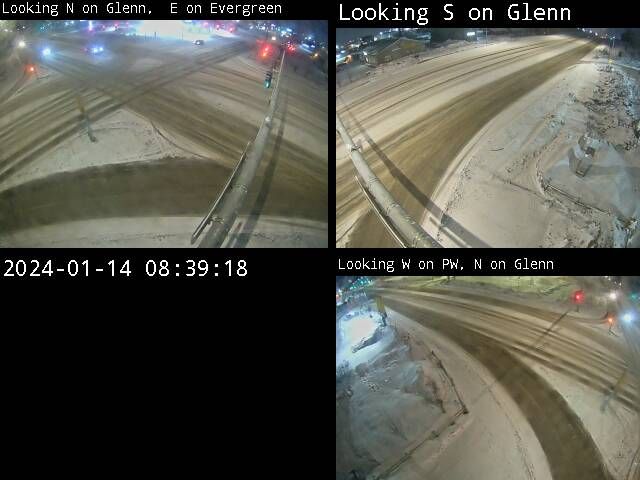 Looking N on Glenn,  E on Evergreen
Looking S on Glenn
2024-01-14 08:39:18
Looking W on PW, N on Glenn